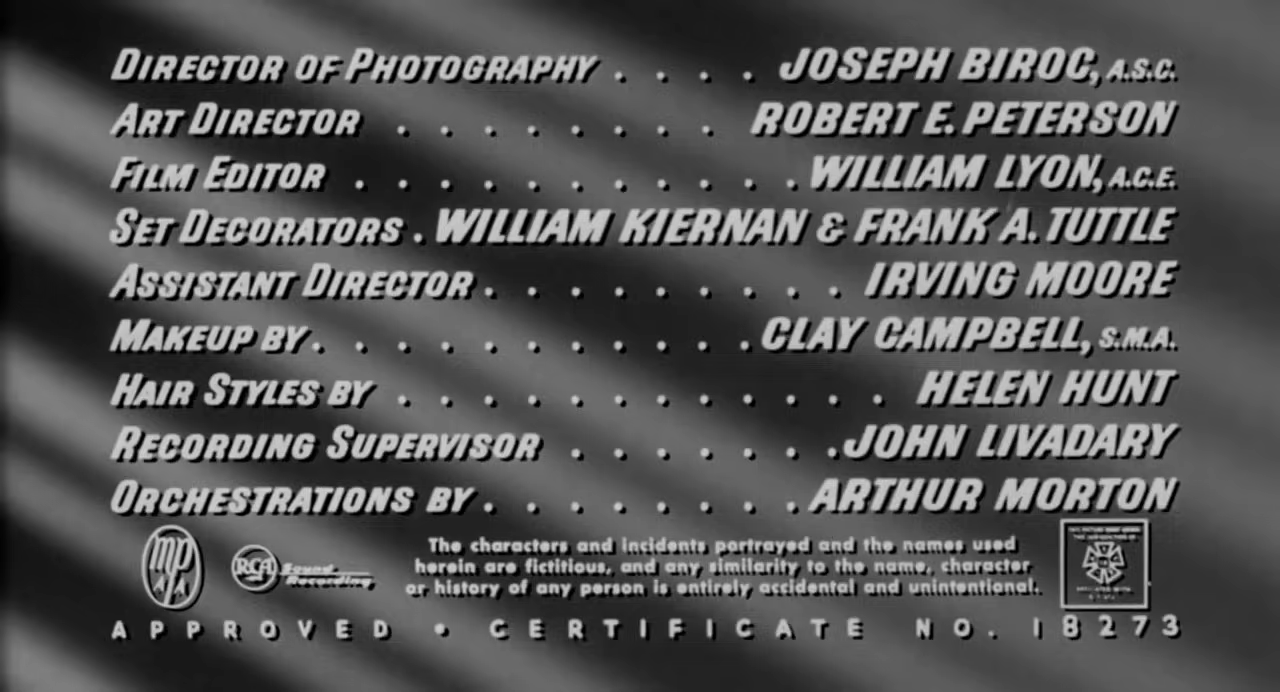 DIRECTOR OF PHOTOGRAPHY . . . . JOSEPH BIROC, A.S.C.
ART DIRECTOR . . . . . . . . ROBERT E. PETERSON
FILM EDITOR . . . . . . . . . . . WILLIAM LYON, A.C.E.
SET DECORATORS . WILLIAM KIERNAN & FRANK A. TUTTLE
ASSISTANT DIRECTOR . . . . . . . . . IRVING MOORE
MAKEUP BY . . . . . . . . . . . CLAY CAMPBELL, S.M.A.
HAIR STYLES BY . . . . . . . . . . . . HELEN HUNT
RECORDING SUPERVISOR . . . . . . . JOHN LIVADARY
ORCHESTRATIONS BY . . . . . . . . ARTHUR MORTON
MPAA
RCA Sound Recording
The characters and incidents portrayed and the names used
herein are fictitious, and any similarity to the name, character
or history of any person is entirely accidental and unintentional.
APPROVED • CERTIFICATE NO. 18273